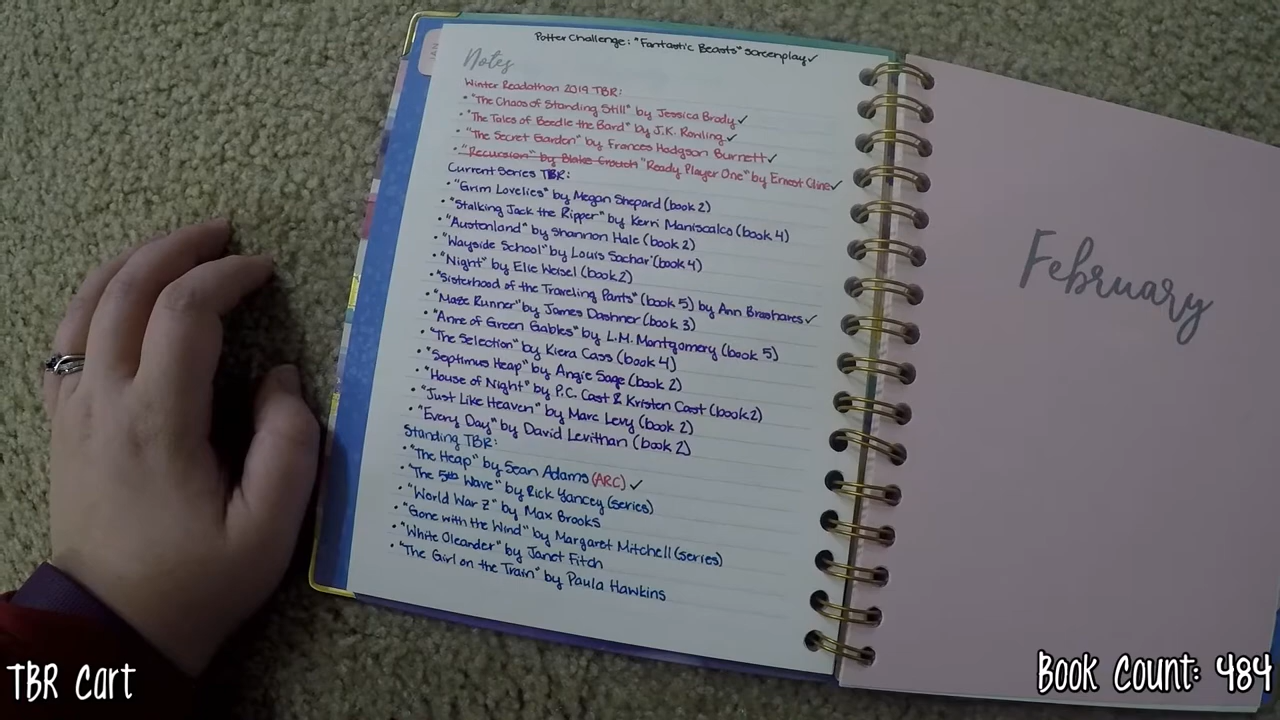 Potter Challenge: "Fantastic Beasts" screenplay ✓
Notes
Winter Readathon 2019 TBR:
• "The Chaos of Standing Still" by Jessica Brody ✓
• "The Tales of Beedle the Bard" by J.K. Rowling ✓
• "The Secret Garden" by Frances Hodgson Burnett ✓
• "Recursion" by Blake Crouch "Ready Player One" by Ernest Cline ✓
Current Series TBR:
• "Grim Lovelies" by Megan Shepard (book 2)
• "Stalking Jack the Ripper" by Kerri Maniscalco (book 4)
• "Austenland" by Shannon Hale (book 2)
• "Wayside School" by Louis Sachar (book 4)
• "Night" by Elie Weisel (book 2)
• "Sisterhood of the Traveling Pants" (book 5) by Ann Brashares ✓
• "Maze Runner" by James Dashner (book 3)
• "Anne of Green Gables" by L.M. Montgomery (book 5)
• "The Selection" by Kiera Cass (book 4)
• "Septimus Heap" by Angie Sage (book 2)
• "House of Night" by P.C. Cast & Kristen Cast (book 2)
• "Just Like Heaven" by Marc Levy (book 2)
• "Every Day" by David Levithan (book 2)
Standing TBR:
• "The Heap" by Sean Adams (ARC) ✓
• "The 5th Wave" by Rick Yancey (series)
• "World War Z" by Max Brooks
• "Gone with the Wind" by Margaret Mitchell (series)
• "White Oleander" by Janet Fitch
• "The Girl on the Train" by Paula Hawkins
February
TBR Cart
Book Count: 484